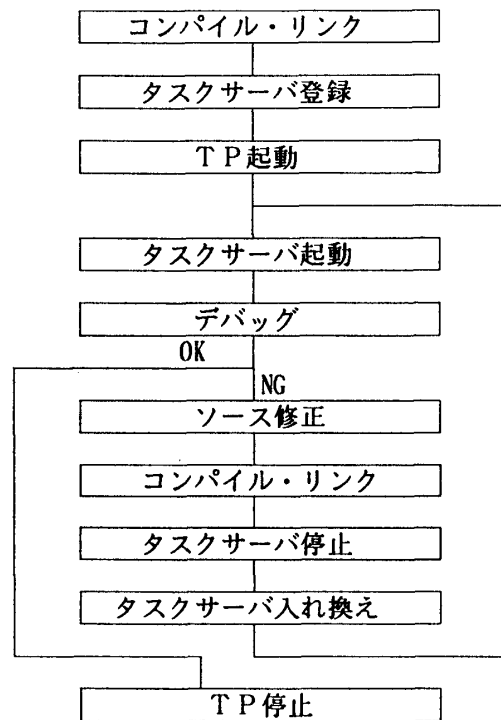 コンパイル・リンク
タスクサーバ登録
ＴＰ起動
タスクサーバ起動
デバッグ
OK
NG
ソース修正
コンパイル・リンク
タスクサーバ停止
タスクサーバ入れ換え
ＴＰ停止